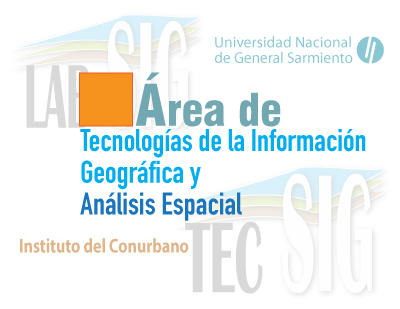 Universidad Nacional
de General Sarmiento
LAB SIG
Área de
Tecnologías de la Información
Geográfica y
Análisis Espacial
Instituto del Conurbano
TEC SIG